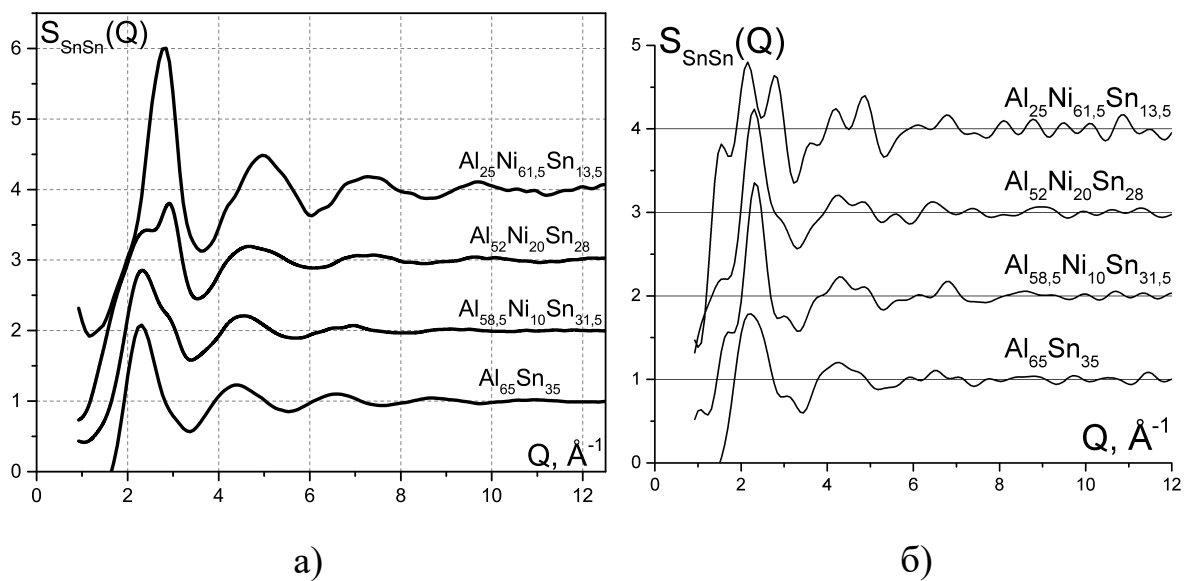 S_SnSn(Q)
6
5
4
3
2
1
0
Al25Ni61,5Sn13,5
Al52Ni20Sn28
Al58,5Ni10Sn31,5
Al65Sn35
Q, Å-1
0 2 4 6 8 10 12
а)
S_SnSn(Q)
5
4
3
2
1
0
Al25Ni61,5Sn13,5
Al52Ni20Sn28
Al58,5Ni10Sn31,5
Al65Sn35
Q, Å-1
0 2 4 6 8 10 12
б)